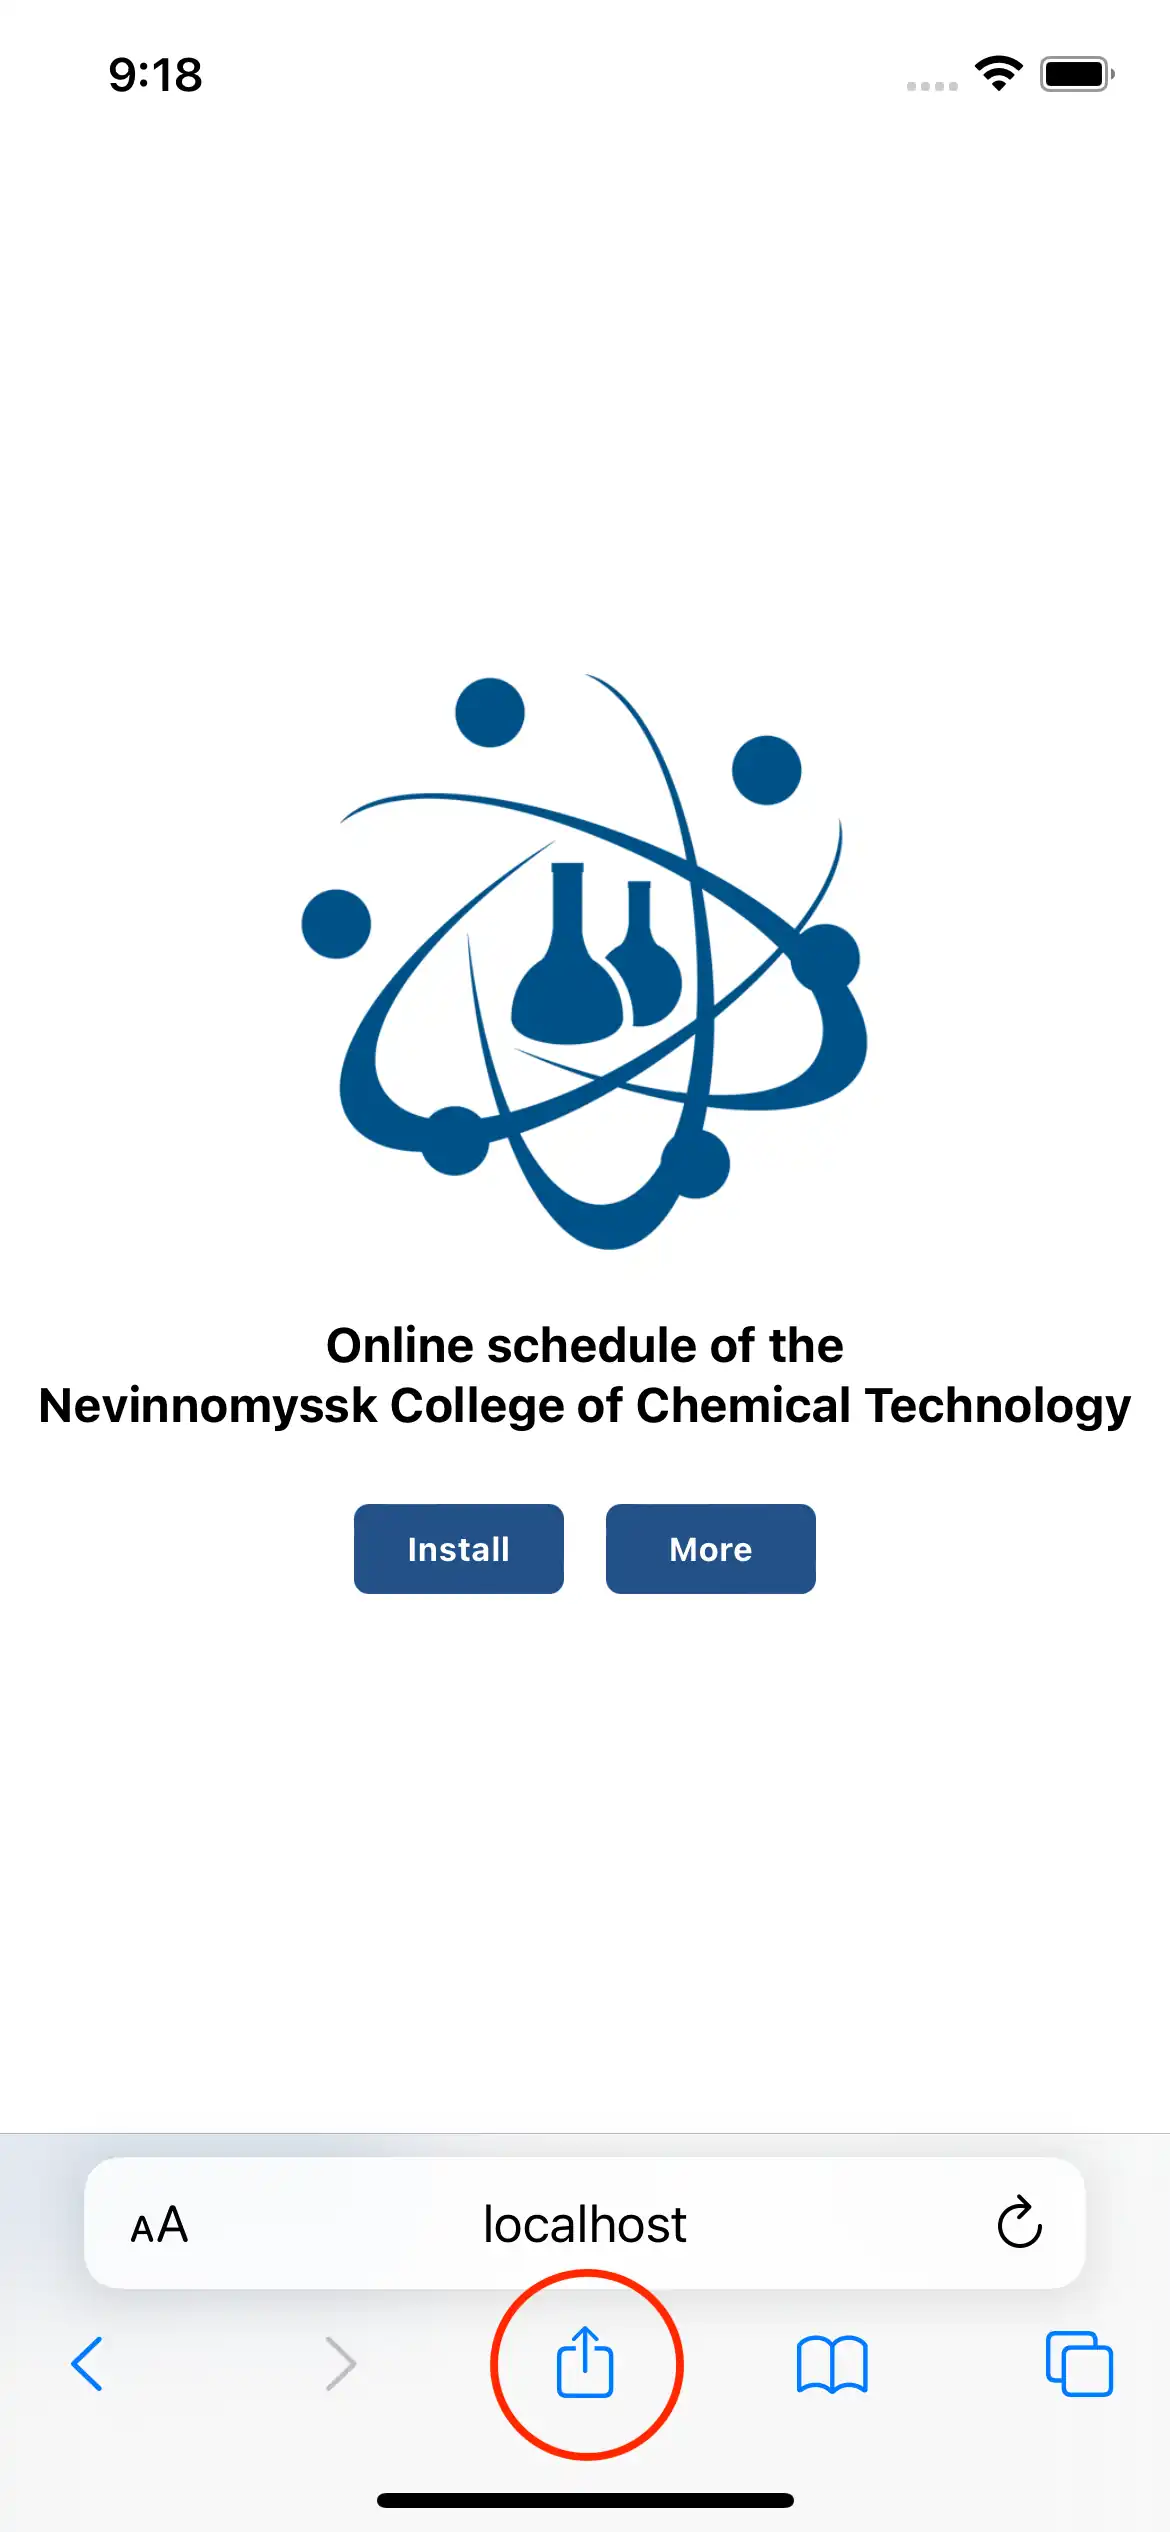 9:18
Online schedule of the
Nevinnomyssk College of Chemical Technology
Install
More
AA
localhost